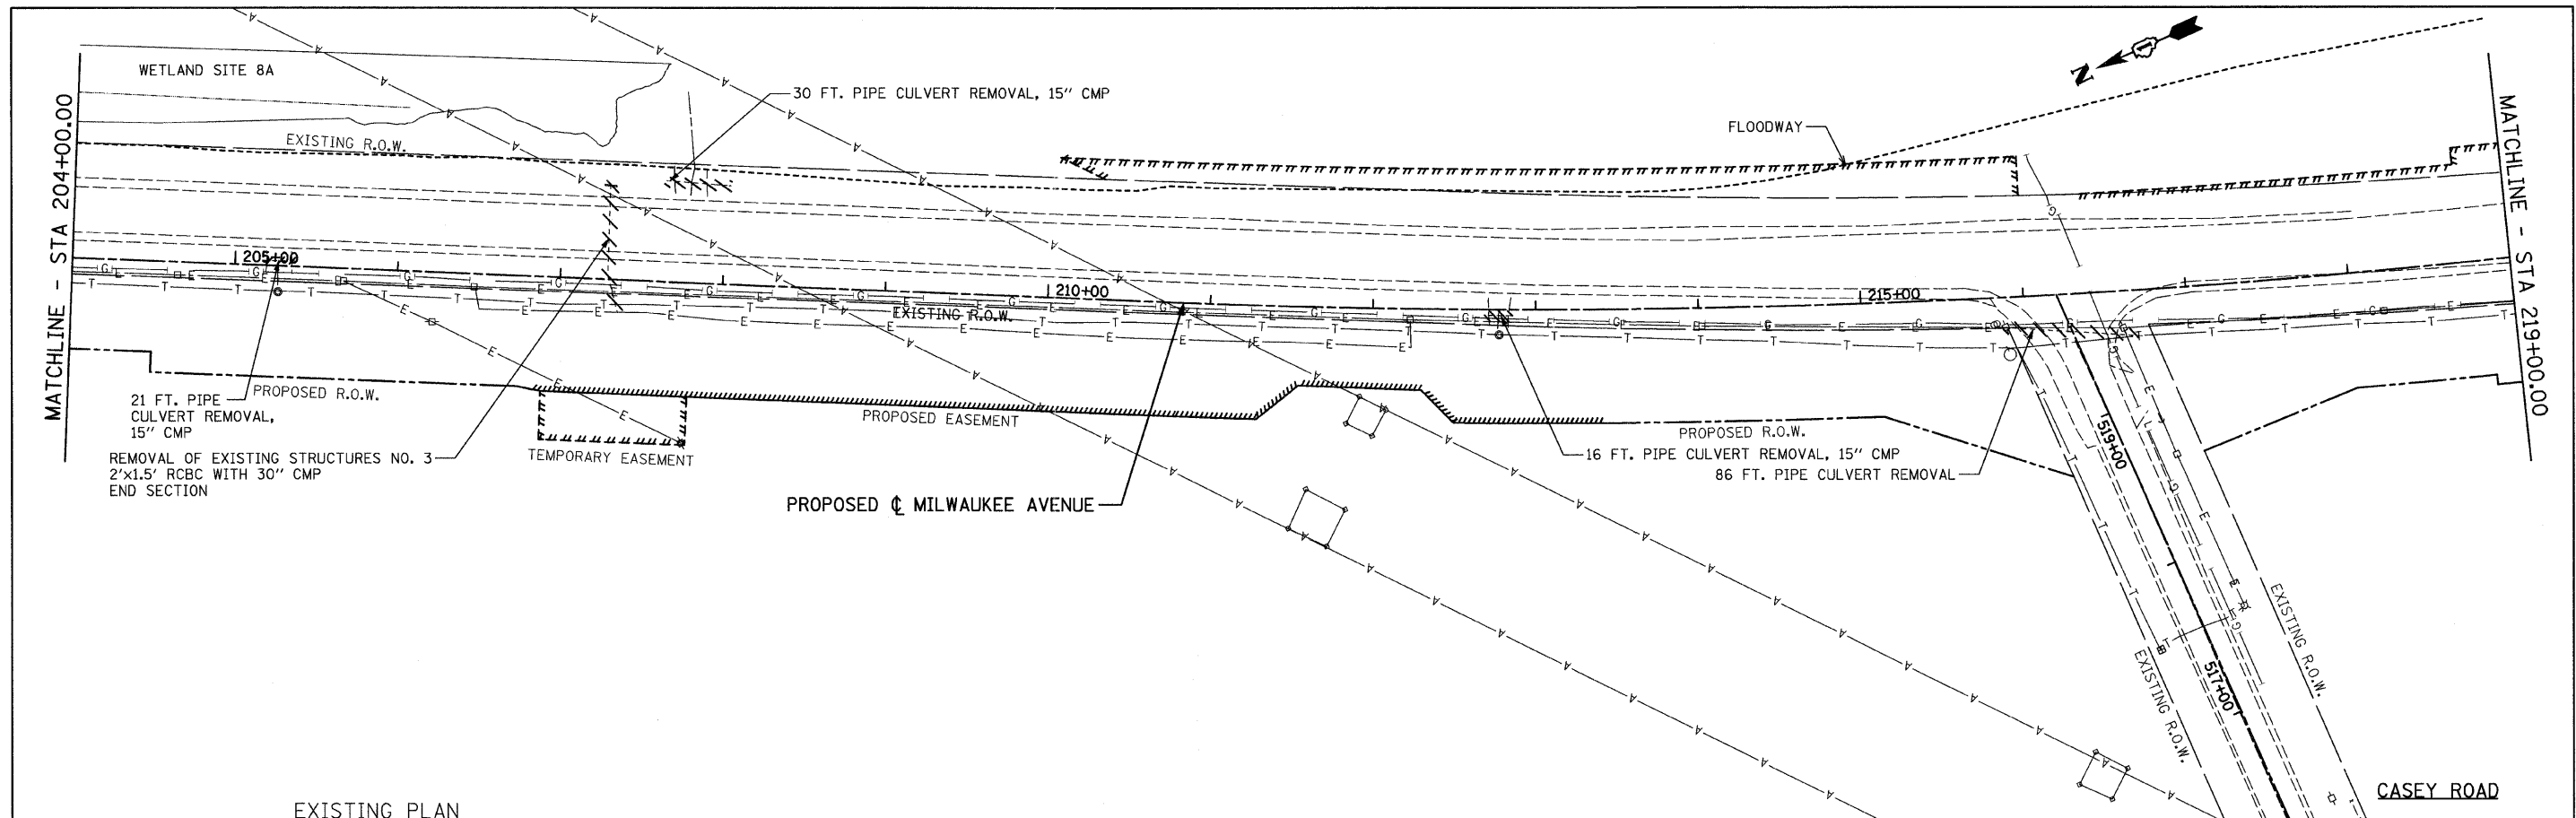 WETLAND SITE 8A
30 FT. PIPE CULVERT REMOVAL, 15" CMP
N
FLOODWAY
EXISTING R.O.W.
MATCHLINE - STA 204+00.00
MATCHLINE - STA 219+00.00
205+00
210+00
215+00
EXISTING R.O.W.
PROPOSED R.O.W.
21 FT. PIPE
CULVERT REMOVAL,
15" CMP
PROPOSED EASEMENT
PROPOSED R.O.W.
REMOVAL OF EXISTING STRUCTURES NO. 3
2'x1.5' RCBC WITH 30" CMP
END SECTION
TEMPORARY EASEMENT
16 FT. PIPE CULVERT REMOVAL, 15" CMP
86 FT. PIPE CULVERT REMOVAL
PROPOSED ℄ MILWAUKEE AVENUE
519+00
517+00
EXISTING R.O.W.
EXISTING R.O.W.
CASEY ROAD
EXISTING PLAN